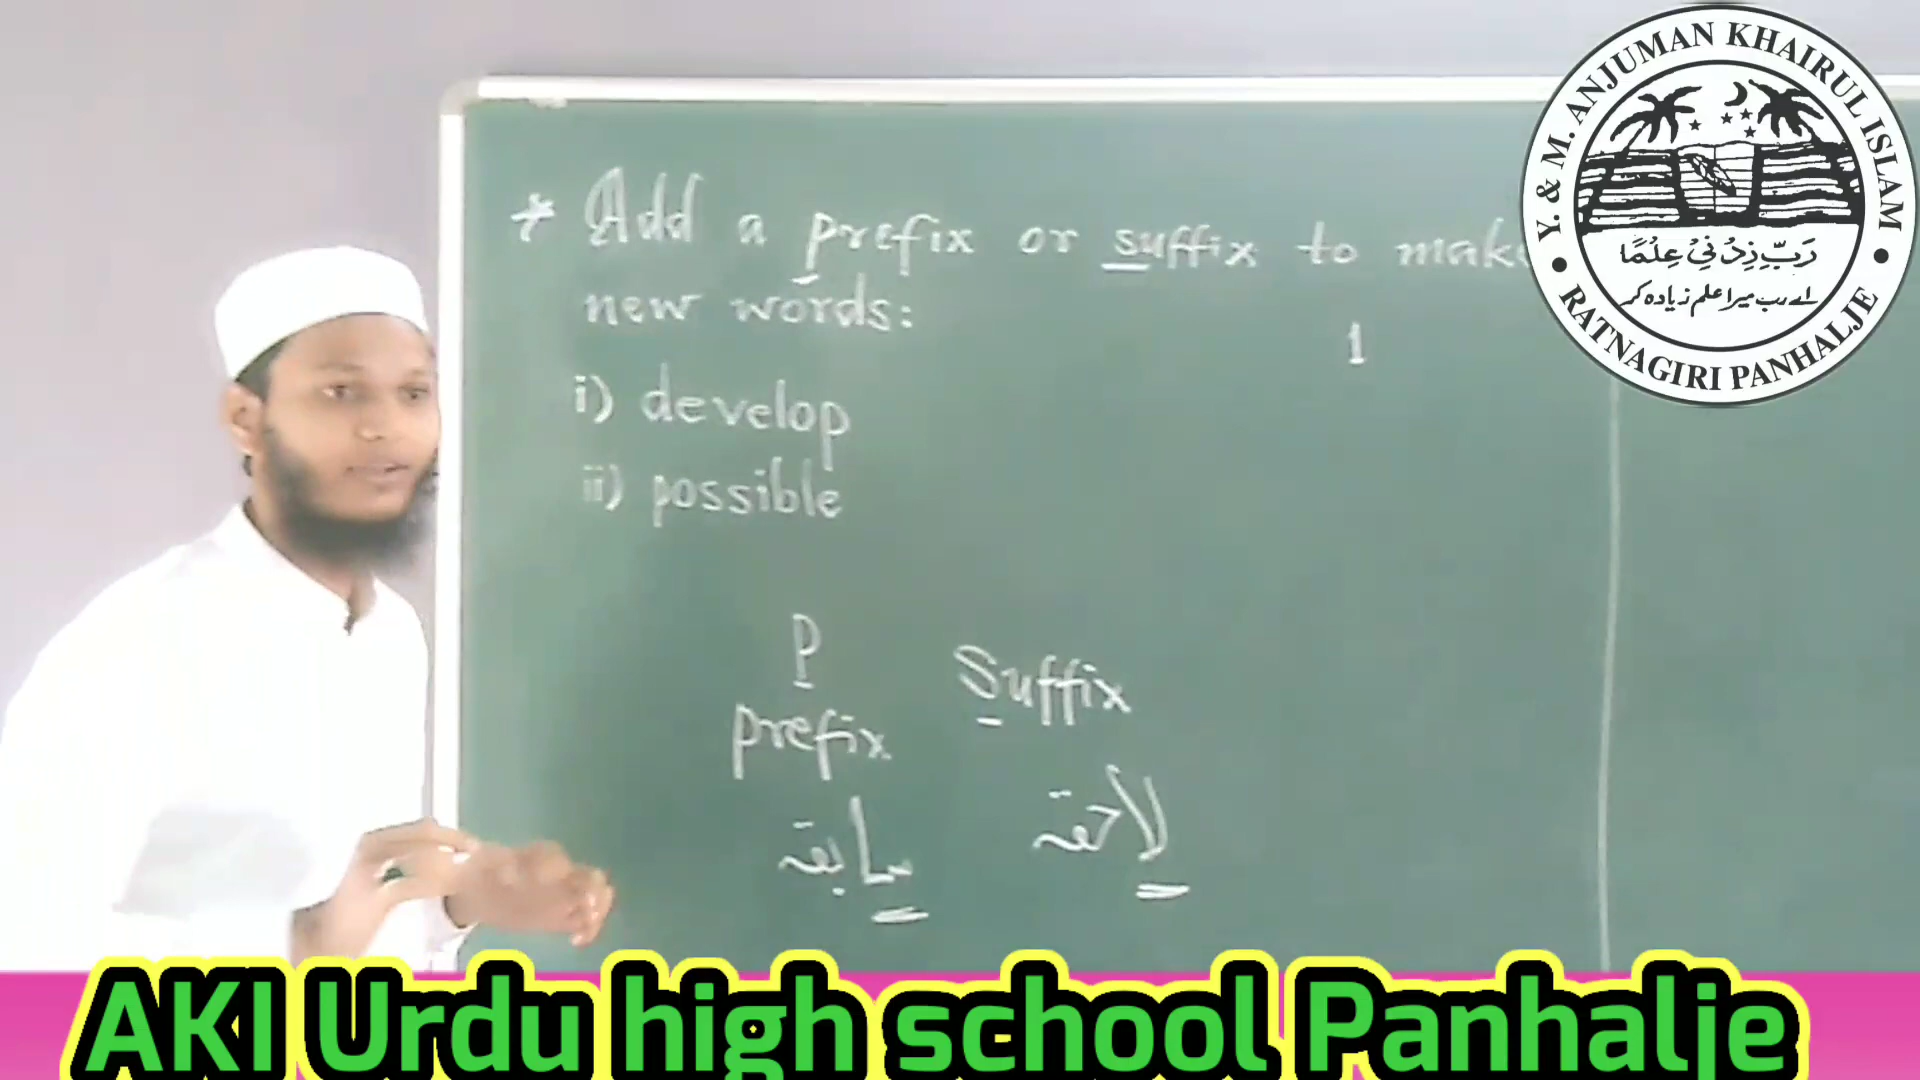 * Add a prefix or suffix to make
new words:
1
i) develop
ii) possible
P
prefix
Suffix
سابقہ
لاحقہ
Y. & M. ANJUMAN KHAIRUL ISLAM
رَبِّ زِدْ نِیْ عِلْمًا
اے رب میرا علم زیادہ کر
RATNAGIRI PANHALJE
AKI Urdu high school Panhalje